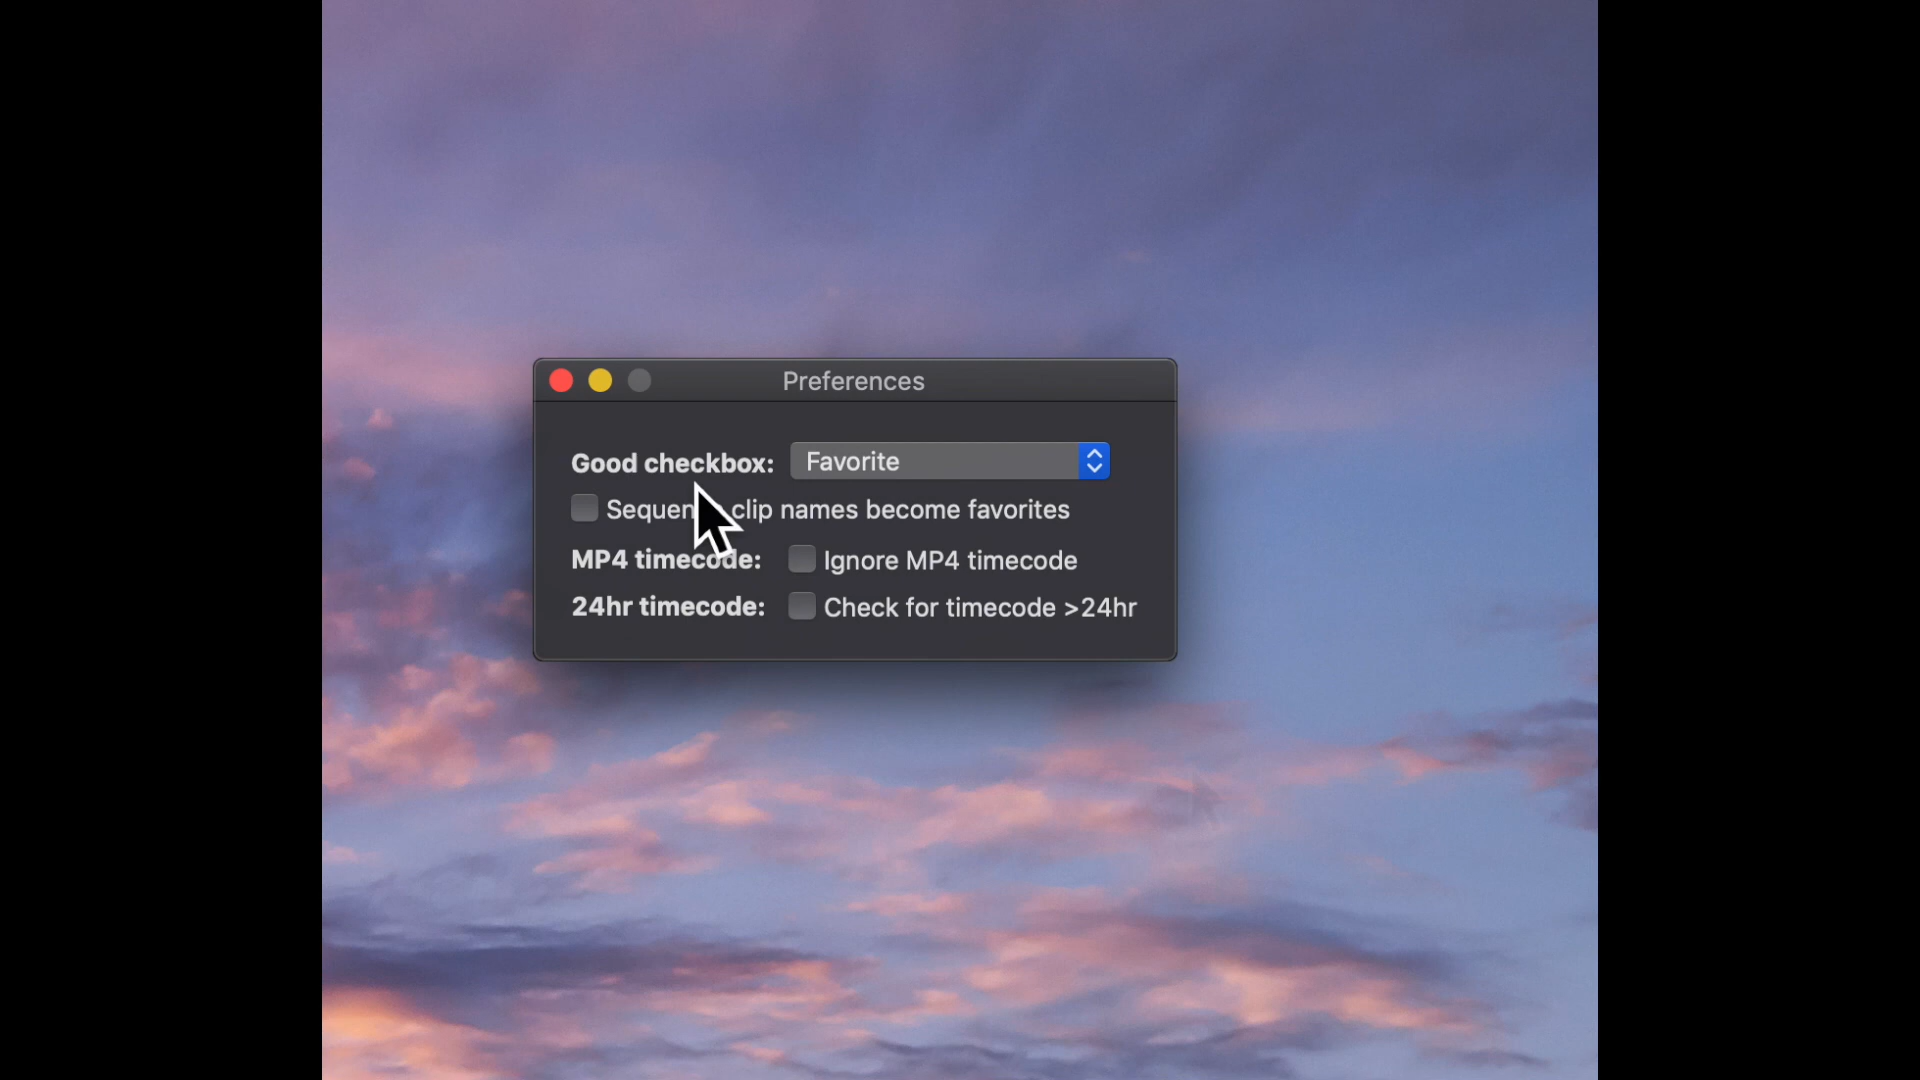 Preferences
Good checkbox: Favorite
Sequence clip names become favorites
MP4 timecode: Ignore MP4 timecode
24hr timecode: Check for timecode >24hr